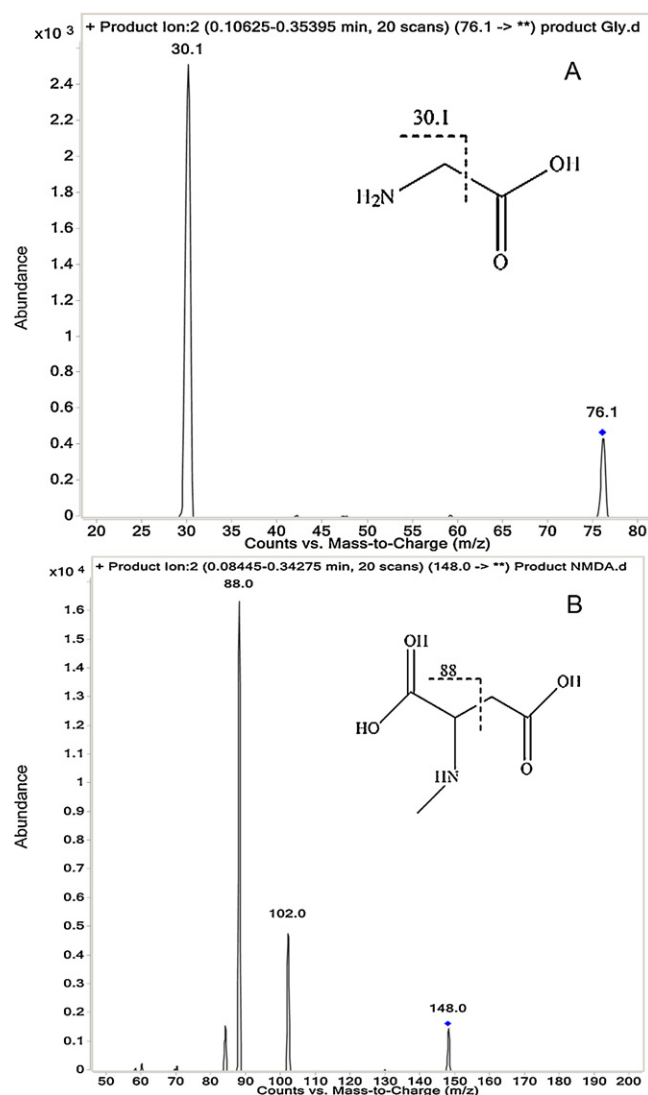 x10 3
+ Product Ion:2 (0.10625-0.35395 min, 20 scans) (76.1 -> **) product Gly.d
30.1
A
2.4
2.2
2
1.8
1.6
1.4
1.2
1
0.8
0.6
0.4
0.2
0
Abundance
30.1
OH
H₂N
O
76.1
20 25 30 35 40 45 50 55 60 65 70 75 80
Counts vs. Mass-to-Charge (m/z)
x10 4
+ Product Ion:2 (0.08445-0.34275 min, 20 scans) (148.0 -> **) Product NMDA.d
88.0
B
1.6
1.5
1.4
1.3
1.2
1.1
1
0.9
0.8
0.7
0.6
0.5
0.4
0.3
0.2
0.1
0
Abundance
OH
88
OH
HO
HN
O
102.0
148.0
50 60 70 80 90 100 110 120 130 140 150 160 170 180 190 200
Counts vs. Mass-to-Charge (m/z)